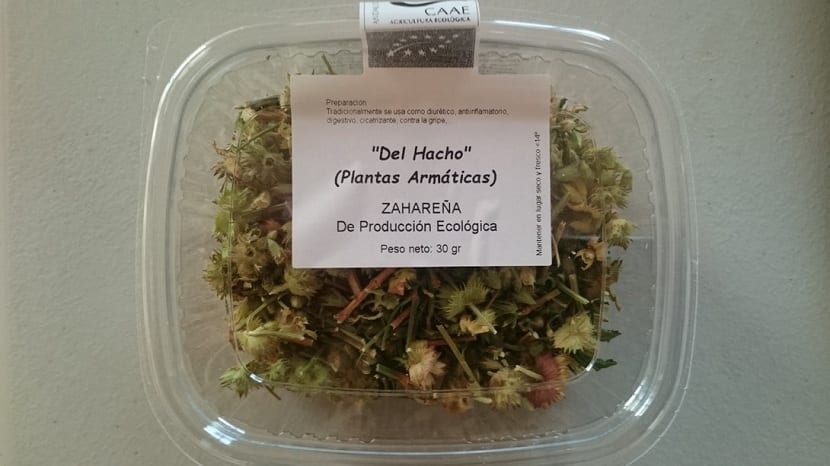 CAAE
AGRICULTURA ECOLÓGICA
Preparación
Tradicionalmente se usa como diurético, antiinflamatorio,
digestivo, cicatrizante, contra la gripe,..
"Del Hacho"
(Plantas Armáticas)
ZAHAREÑA
De Producción Ecológica
Peso neto: 30 gr
Mantener en lugar seco y fresco <14º